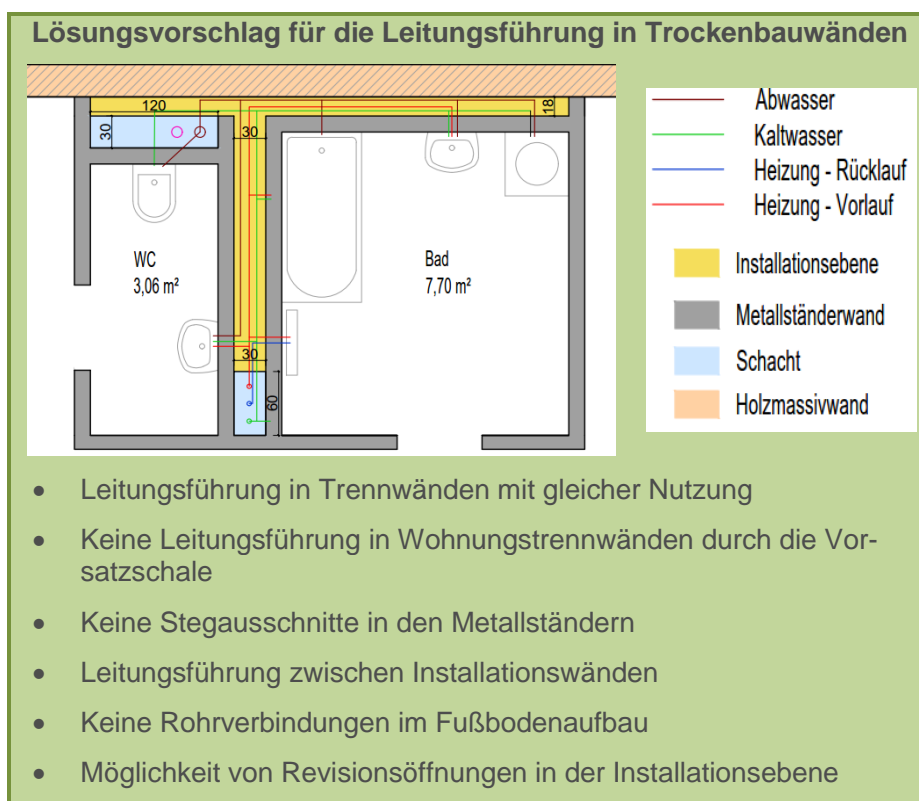 Lösungsvorschlag für die Leitungsführung in Trockenbauwänden
120
18
30
30
WC
3,06 m²
Bad
7,70 m²
30
60
Abwasser
Kaltwasser
Heizung - Rücklauf
Heizung - Vorlauf
Installationsebene
Metallständerwand
Schacht
Holzmassivwand
• Leitungsführung in Trennwänden mit gleicher Nutzung
• Keine Leitungsführung in Wohnungstrennwänden durch die Vor-
satzschale
• Keine Stegausschnitte in den Metallständern
• Leitungsführung zwischen Installationswänden
• Keine Rohrverbindungen im Fußbodenaufbau
• Möglichkeit von Revisionsöffnungen in der Installationsebene